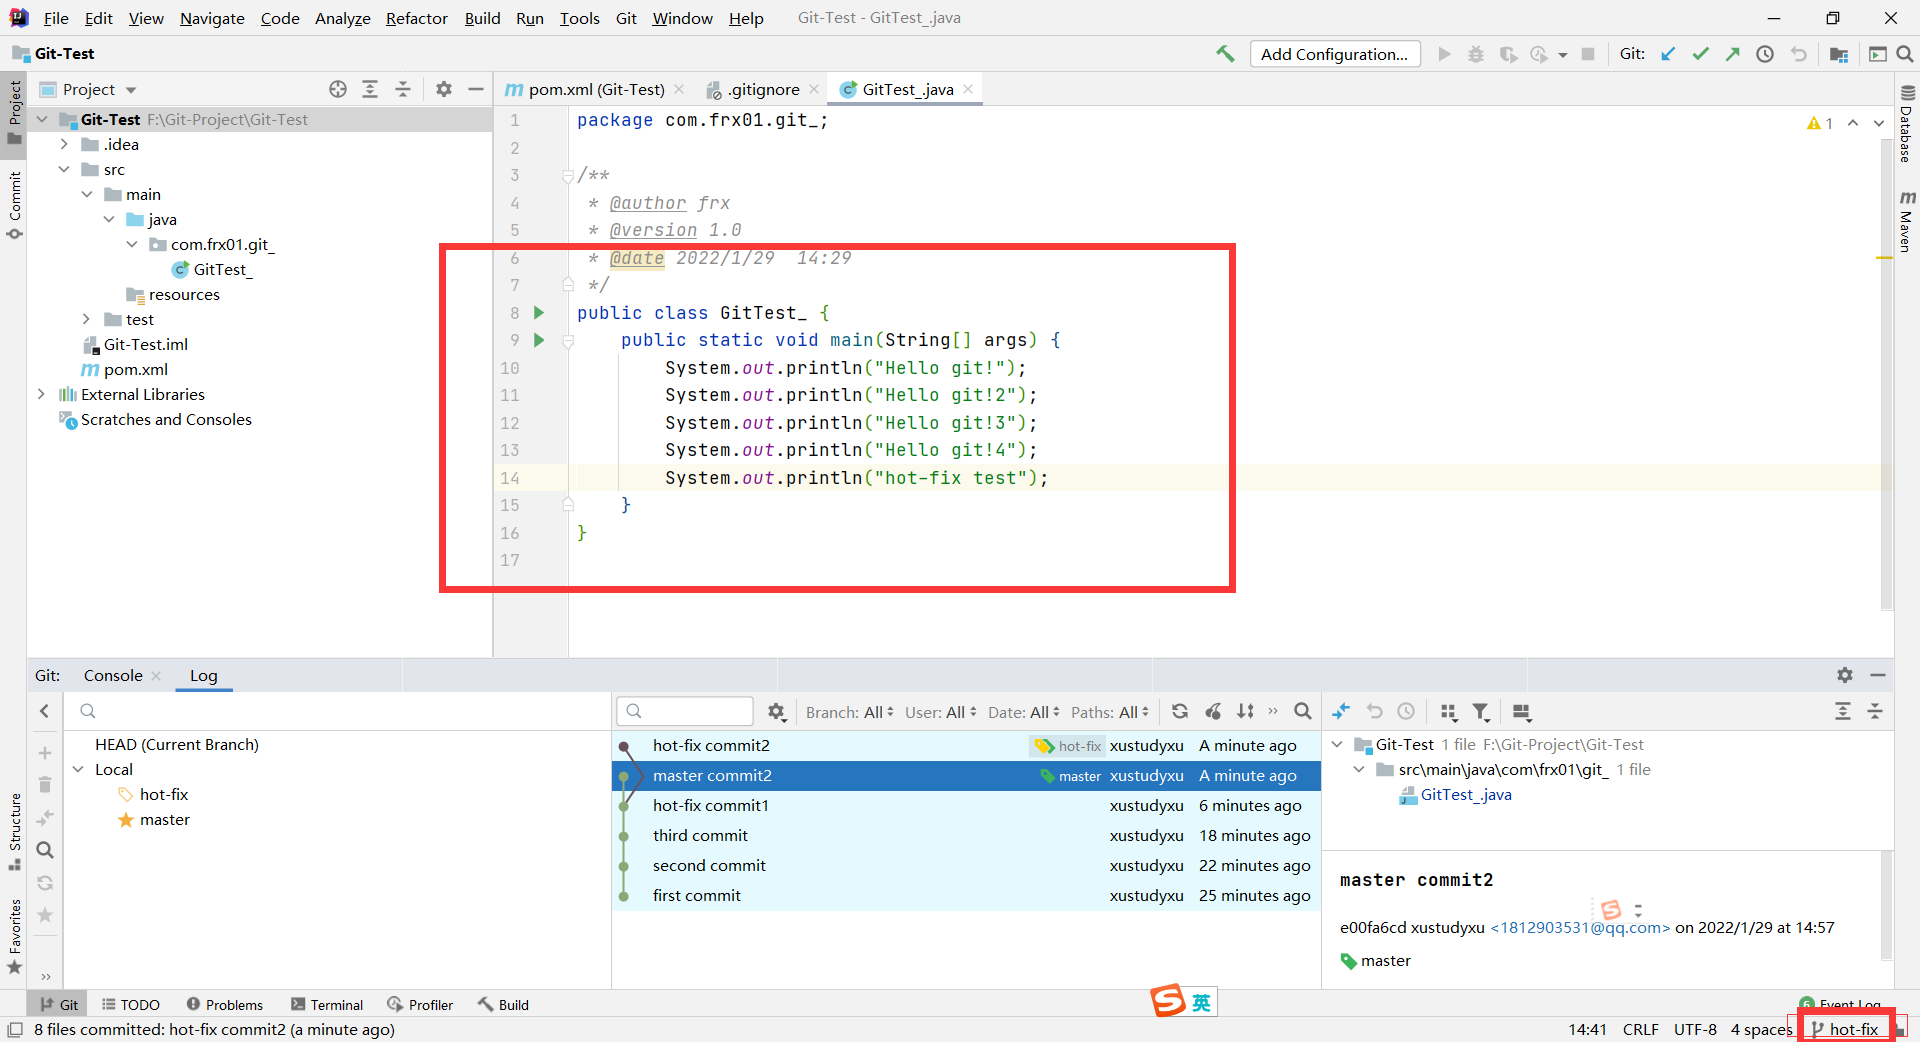 File Edit View Navigate Code Analyze Refactor Build Run Tools Git Window Help Git-Test - GitTest_.java
Git-Test
Add Configuration...
Git:
Project
pom.xml (Git-Test)
.gitignore
GitTest_.java
Project
Commit
Structure
Favorites
Git-Test F:\Git-Project\Git-Test
.idea
src
main
java
com.frx01.git_
GitTest_
resources
test
Git-Test.iml
pom.xml
External Libraries
Scratches and Consoles
1 package com.frx01.git_;
2
3 /**
4 * @author frx
5 * @version 1.0
6 * @date 2022/1/29 14:29
7 */
8 public class GitTest_ {
9 public static void main(String[] args) {
10 System.out.println("Hello git!");
11 System.out.println("Hello git!2");
12 System.out.println("Hello git!3");
13 System.out.println("Hello git!4");
14 System.out.println("hot-fix test");
15 }
16 }
17
1
Database
Maven
Git: Console Log
HEAD (Current Branch)
Local
hot-fix
master
Branch: All User: All Date: All Paths: All
hot-fix commit2 hot-fix xustudyxu A minute ago
master commit2 master xustudyxu A minute ago
hot-fix commit1 xustudyxu 6 minutes ago
third commit xustudyxu 18 minutes ago
second commit xustudyxu 22 minutes ago
first commit xustudyxu 25 minutes ago
Git-Test 1 file F:\Git-Project\Git-Test
src\main\java\com\frx01\git_ 1 file
GitTest_.java
master commit2
e00fa6cd xustudyxu <1812903531@qq.com> on 2022/1/29 at 14:57
master
Git TODO Problems Terminal Profiler Build
英
6 Event Log
8 files committed: hot-fix commit2 (a minute ago)
14:41 CRLF UTF-8 4 spaces hot-fix